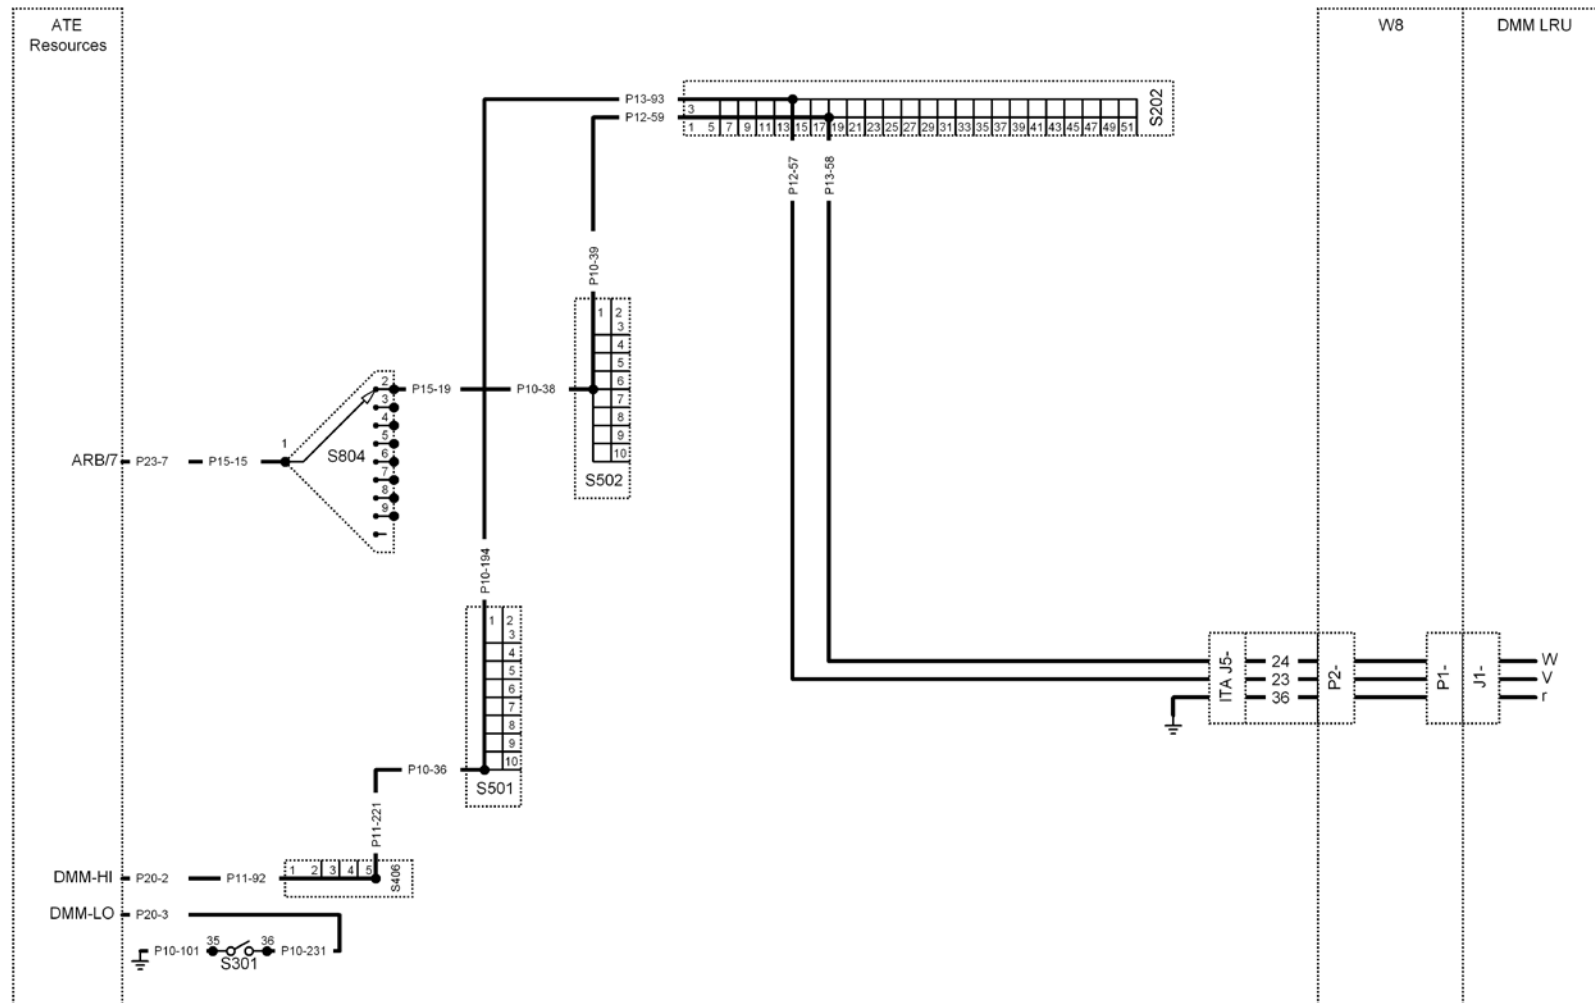 ATE
Resources
W8
DMM LRU
P13-93
P12-59
3
1 5 7 9 11 13 15 17 19 21 23 25 27 29 31 33 35 37 39 41 43 45 47 49 51
S202
P12-57
P13-58
P10-39
1 2
3
4
5
6
7
8
9
10
S502
P15-19
P10-38
ARB/7
P23-7
P15-15
1
2
3
4
5
6
7
8
9
S804
P10-194
1 2
3
4
5
6
7
8
9
10
S501
P10-36
P11-221
ITA J5-
24
23
36
P2-
P1-
J1-
W
V
r
DMM-HI
P20-2
P11-92
1 2 3 4 5
S406
DMM-LO
P20-3
P10-101
35
36
P10-231
S301